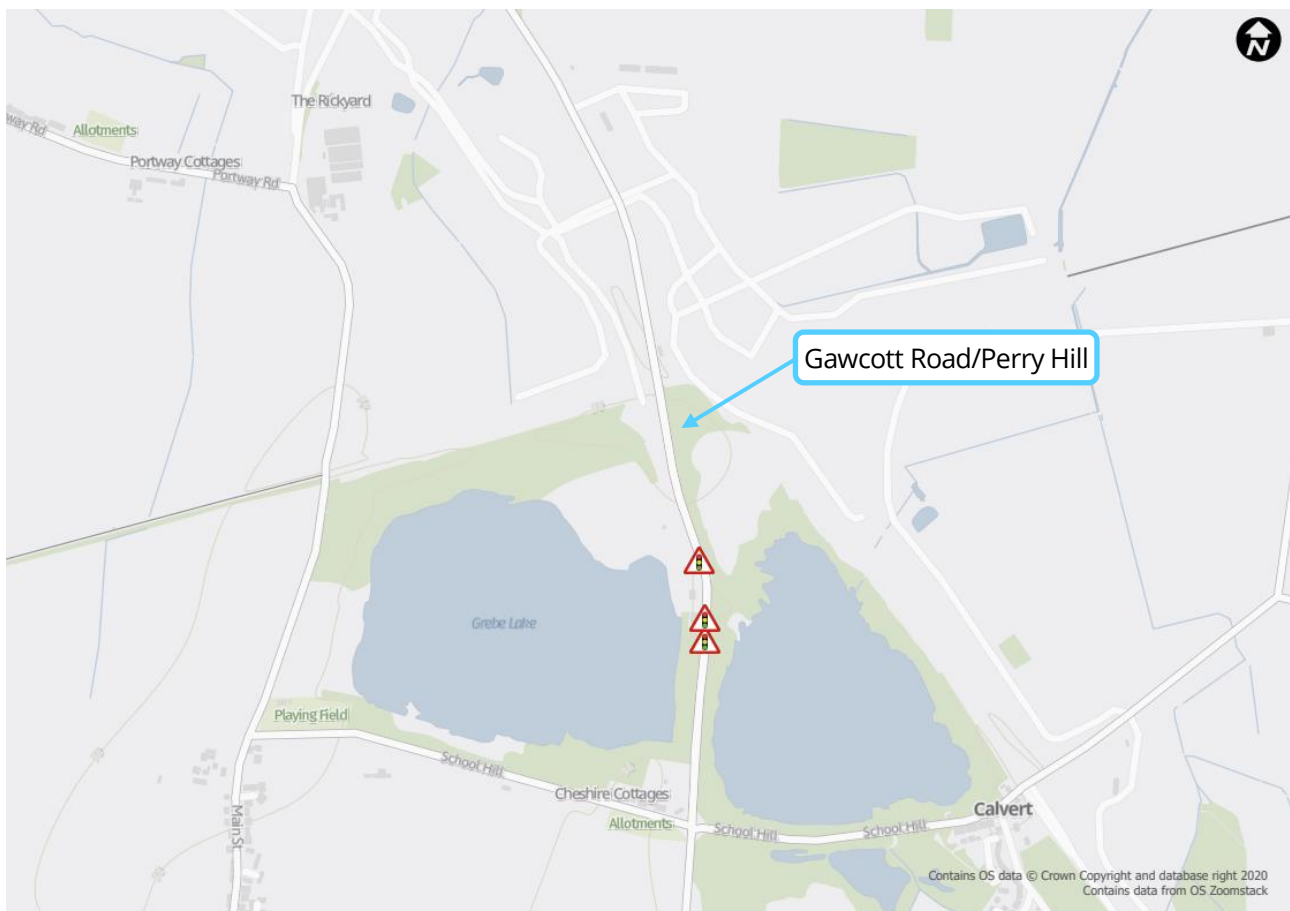 N
The Rickyard
Allotments
way Rd
Portway Cottages
Portway Rd
Gawcott Road/Perry Hill
Grebe Lake
Playing Field
School Hill
Cheshire Cottages
Main St
Allotments
School Hill
School Hill
Calvert
Contains OS data © Crown Copyright and database right 2020
Contains data from OS Zoomstack